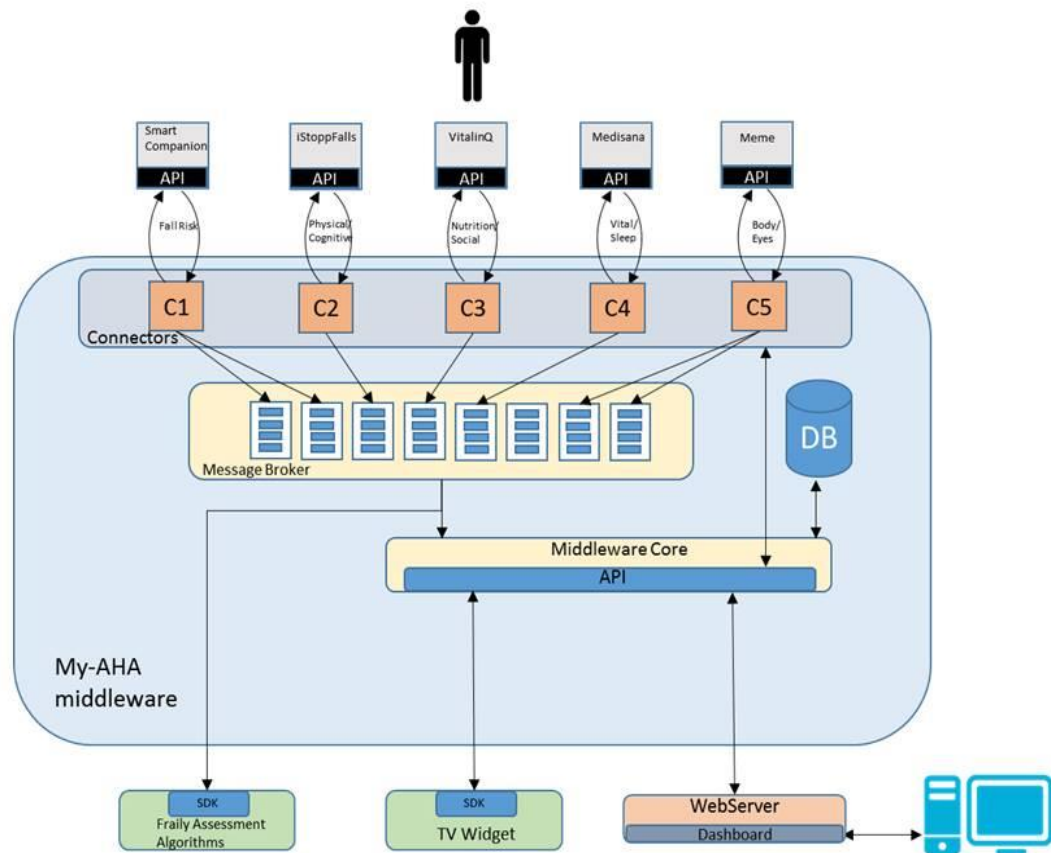 Smart
Companion
API
iStoppFalls
API
VitalinQ
API
Medisana
API
Meme
API
Fall Risk
Physical/
Cognitive
Nutrition/
Social
Vital/
Sleep
Body/
Eyes
C1
C2
C3
C4
C5
Connectors
Message Broker
DB
Middleware Core
API
My-AHA
middleware
SDK
Fraily Assessment
Algorithms
SDK
TV Widget
WebServer
Dashboard